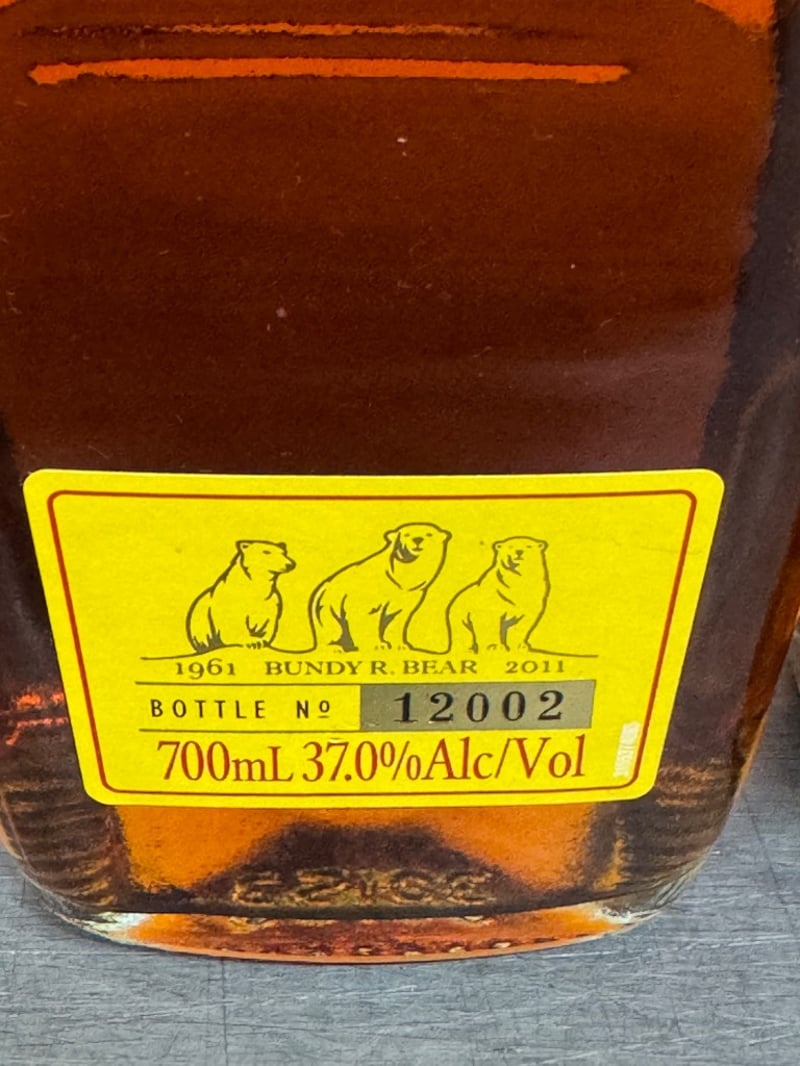 1961 BUNDY R. BEAR 2011
BOTTLE Nº 12002
700mL 37.0%Alc/Vol